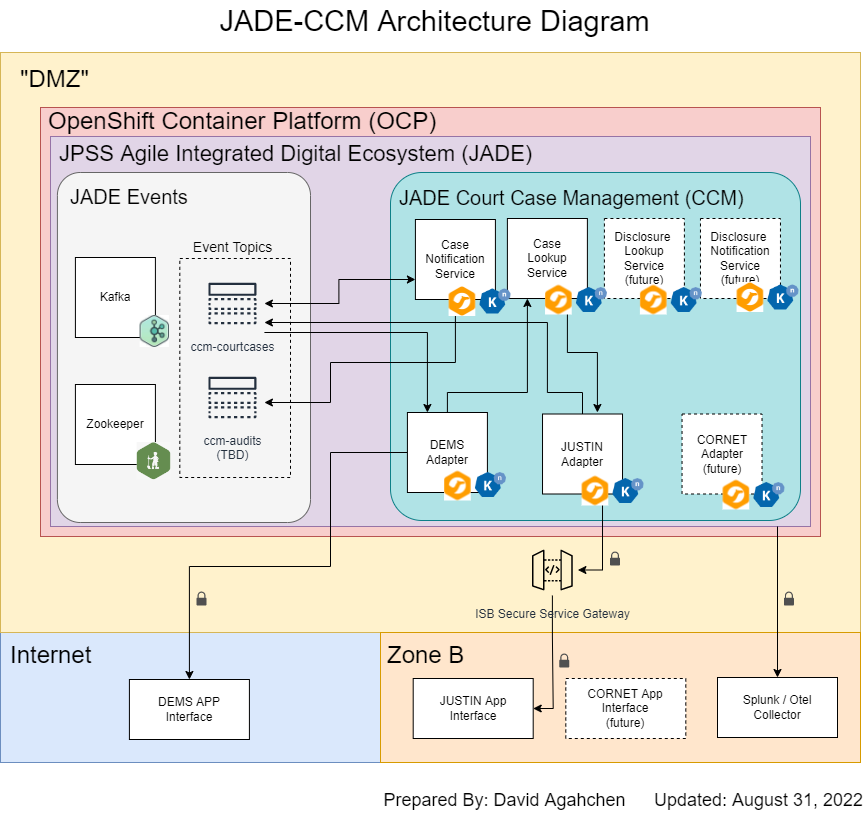 JADE-CCM Architecture Diagram
"DMZ"
OpenShift Container Platform (OCP)
JPSS Agile Integrated Digital Ecosystem (JADE)
JADE Events
Event Topics
Kafka
ccm-courtcases
Zookeeper
ccm-audits
(TBD)
JADE Court Case Management (CCM)
Case
Notification
Service
n
K
Case
Lookup
Service
n
K
Disclosure
Lookup
Service
(future)
n
K
Disclosure
Notification
Service
(future)
n
K
DEMS
Adapter
n
K
JUSTIN
Adapter
n
K
CORNET
Adapter
(future)
n
K
</>
ISB Secure Service Gateway
Internet
DEMS APP
Interface
Zone B
JUSTIN App
Interface
CORNET App
Interface
(future)
Splunk / Otel
Collector
Prepared By: David Agahchen Updated: August 31, 2022